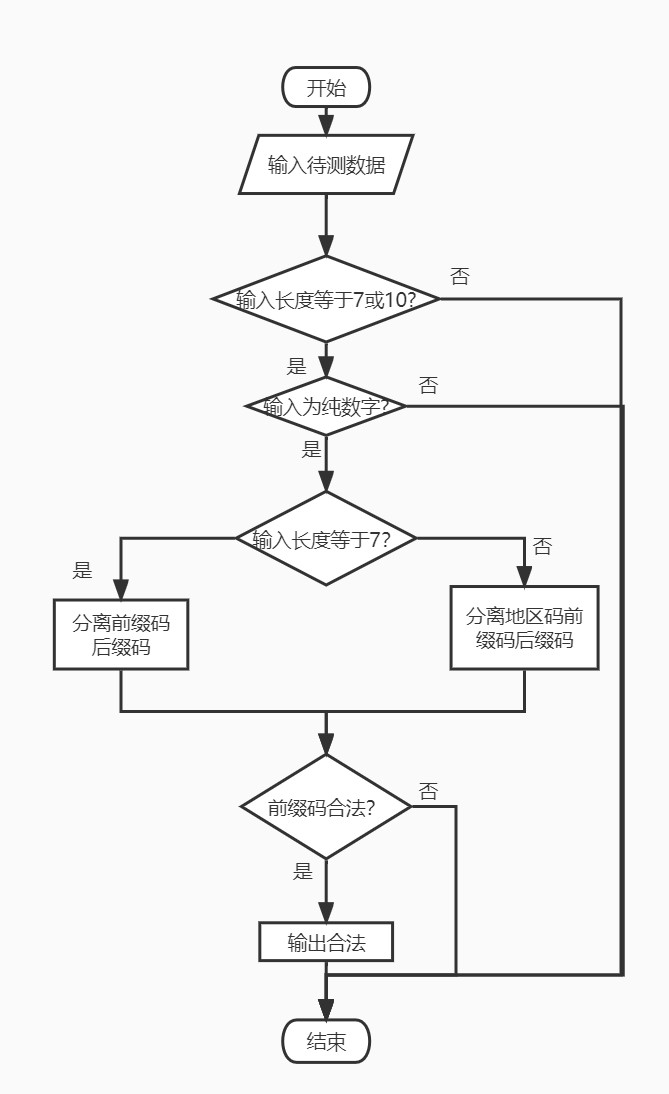 开始
输入待测数据
否
输入长度等于7或10?
是
否
输入为纯数字?
是
输入长度等于7?
否
是
分离前缀码
后缀码
分离地区码前
缀码后缀码
否
前缀码合法?
是
输出合法
结束